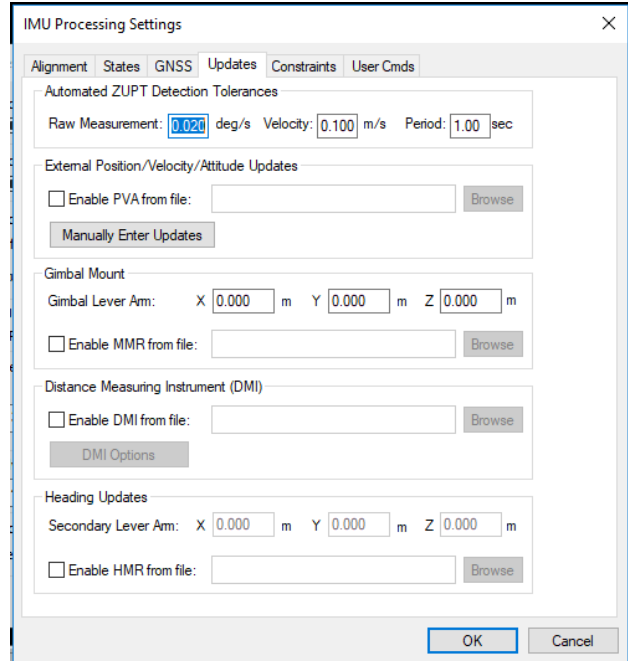 IMU Processing Settings
Alignment States GNSS Updates Constraints User Cmds
Automated ZUPT Detection Tolerances
Raw Measurement: 0.020 deg/s Velocity: 0.100 m/s Period: 1.00 sec
External Position/Velocity/Attitude Updates
Enable PVA from file: Browse
Manually Enter Updates
Gimbal Mount
Gimbal Lever Arm: X 0.000 m Y 0.000 m Z 0.000 m
Enable MMR from file: Browse
Distance Measuring Instrument (DMI)
Enable DMI from file: Browse
DMI Options
Heading Updates
Secondary Lever Arm: X 0.000 m Y 0.000 m Z 0.000 m
Enable HMR from file: Browse
OK Cancel